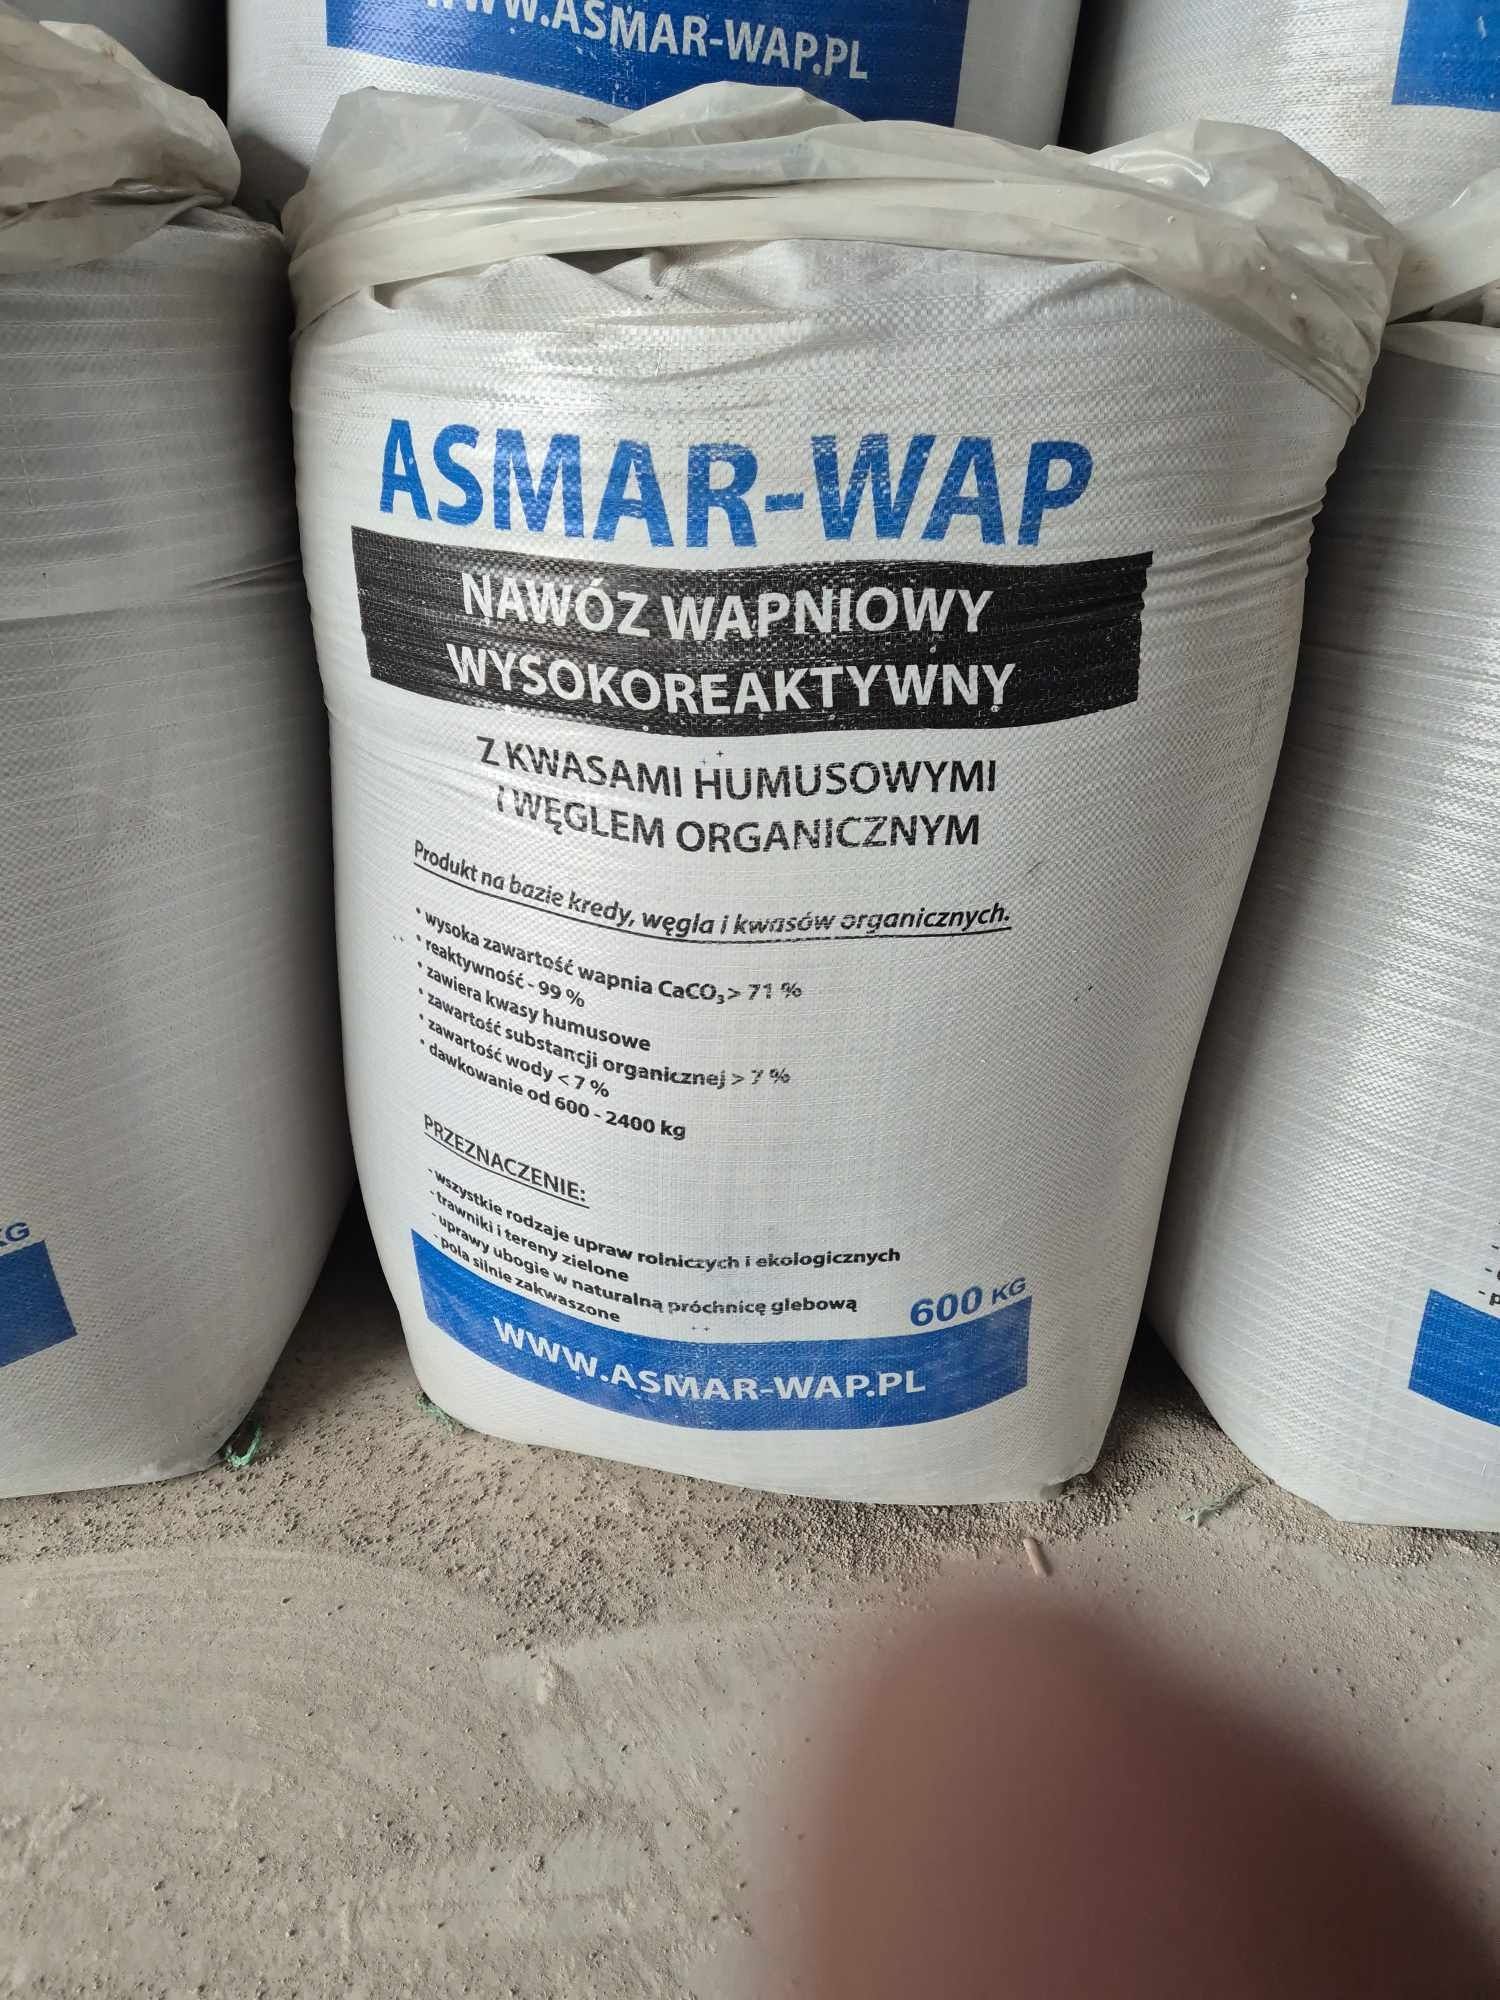 WWW.ASMAR-WAP.PL
ASMAR-WAP
NAWÓZ WAPNIOWY
WYSOKOREAKTYWNY
Z KWASAMI HUMUSOWYMI
I WĘGLEM ORGANICZNYM
Produkt na bazie kredy, węgla i kwasów organicznych.
• wysoka zawartość wapnia CaCO₃ > 71 %
• reaktywność - 99 %
• zawiera kwasy humusowe
• zawartość substancji organicznej > 7 %
• zawartość wody < 7 %
• dawkowanie od 600 - 2400 kg
PRZEZNACZENIE:
- wszystkie rodzaje upraw rolniczych i ekologicznych
- trawniki i tereny zielone
- uprawy ubogie w naturalną próchnicę glebową
- pola silnie zakwaszone
600 KG
WWW.ASMAR-WAP.PL
KG